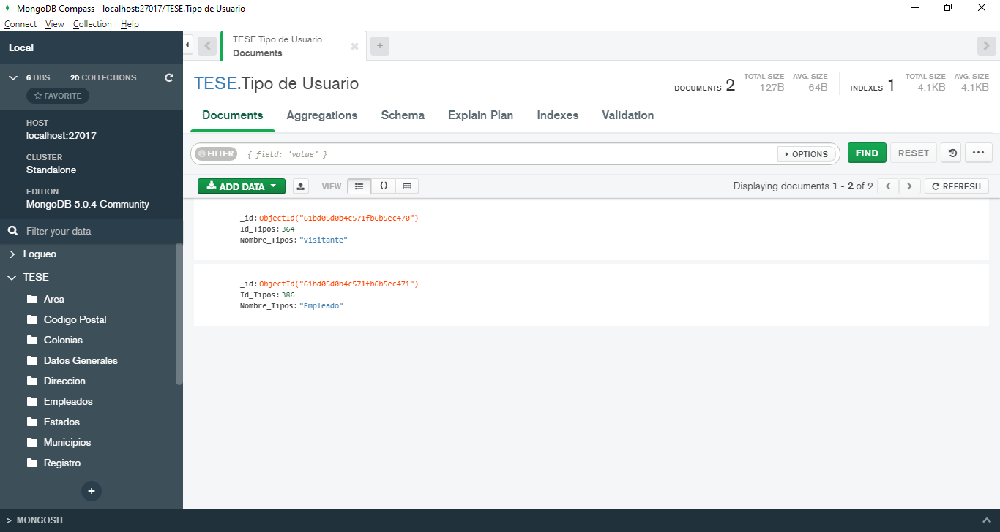 MongoDB Compass - localhost:27017/TESE.Tipo de Usuario
Connect View Collection Help
Local
6 DBS 20 COLLECTIONS
FAVORITE
HOST
localhost:27017
CLUSTER
Standalone
EDITION
MongoDB 5.0.4 Community
Filter your data
Logueo
TESE
Area
Codigo Postal
Colonias
Datos Generales
Direccion
Empleados
Estados
Municipios
Registro
+
>_MONGOSH
TESE.Tipo de Usuario
Documents
+
TESE.Tipo de Usuario
DOCUMENTS 2 TOTAL SIZE 127B AVG. SIZE 64B INDEXES 1 TOTAL SIZE 4.1KB AVG. SIZE 4.1KB
Documents Aggregations Schema Explain Plan Indexes Validation
FILTER { field: 'value' } OPTIONS FIND RESET ...
ADD DATA VIEW {} Displaying documents 1 - 2 of 2 < > REFRESH
_id: ObjectId("61bd05d0b4c571fb6b5ec470")
Id_Tipos: 364
Nombre_Tipos: "Visitante"
_id: ObjectId("61bd05d0b4c571fb6b5ec471")
Id_Tipos: 386
Nombre_Tipos: "Empleado"